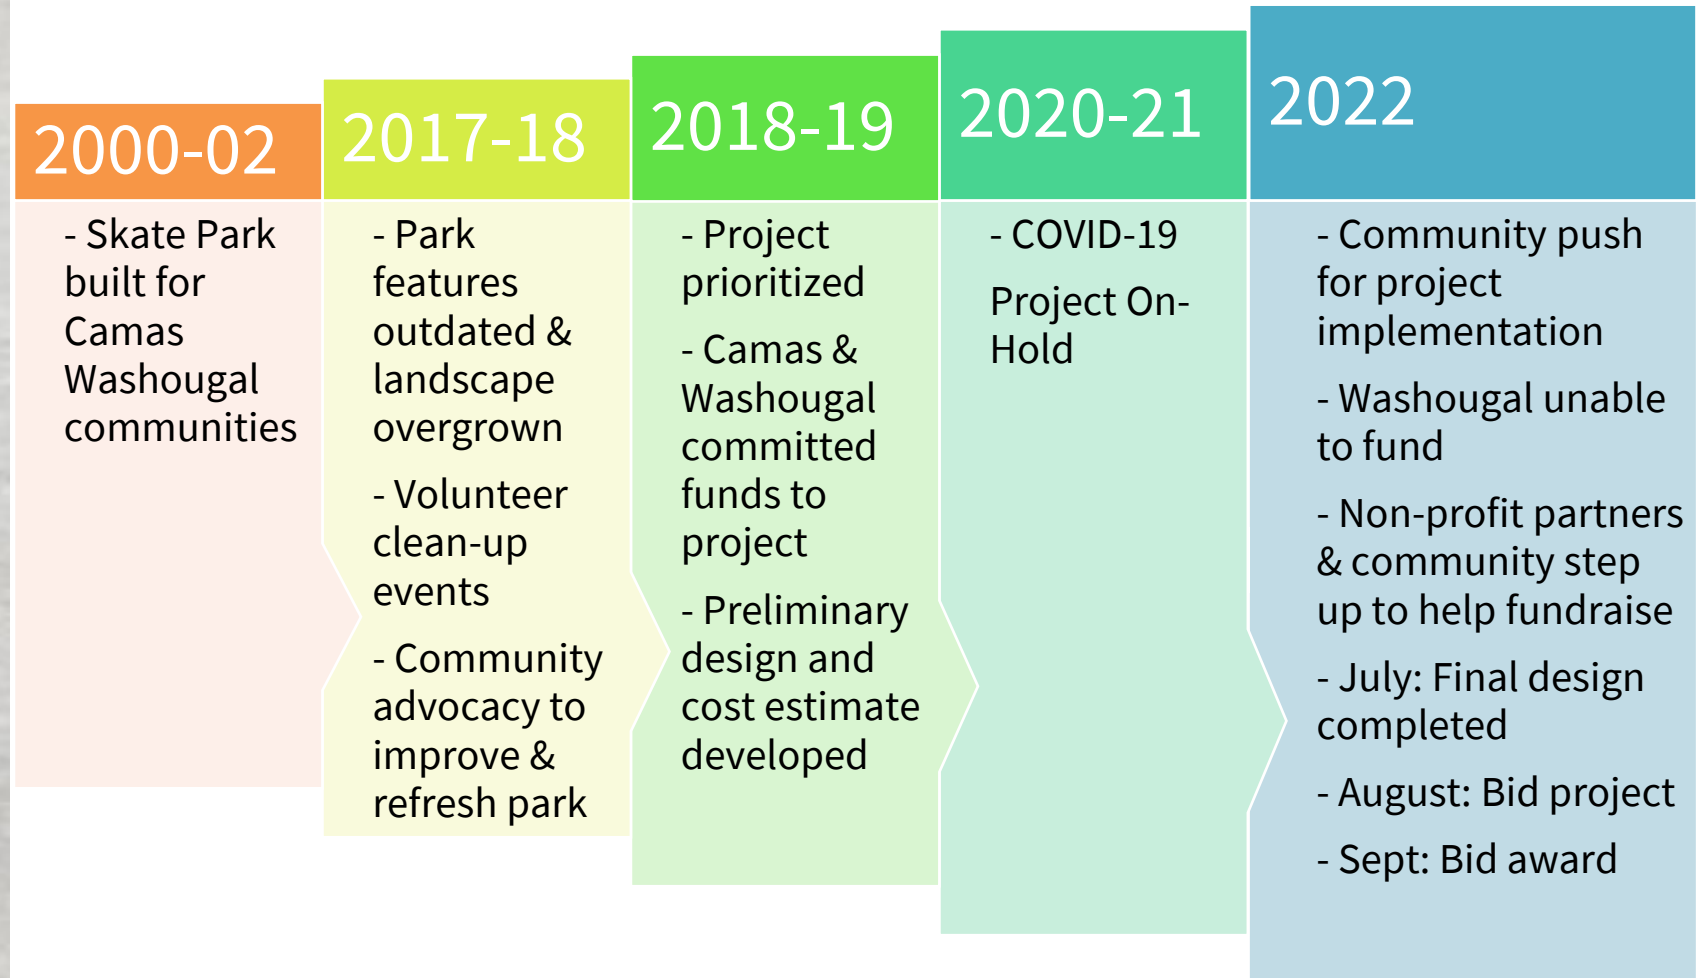 2000-02
- Skate Park
built for
Camas
Washougal
communities
2017-18
- Park
features
outdated &
landscape
overgrown
- Volunteer
clean-up
events
- Community
advocacy to
improve &
refresh park
2018-19
- Project
prioritized
- Camas &
Washougal
committed
funds to
project
- Preliminary
design and
cost estimate
developed
2020-21
- COVID-19
Project On-
Hold
2022
- Community push
for project
implementation
- Washougal unable
to fund
- Non-profit partners
& community step
up to help fundraise
- July: Final design
completed
- August: Bid project
- Sept: Bid award